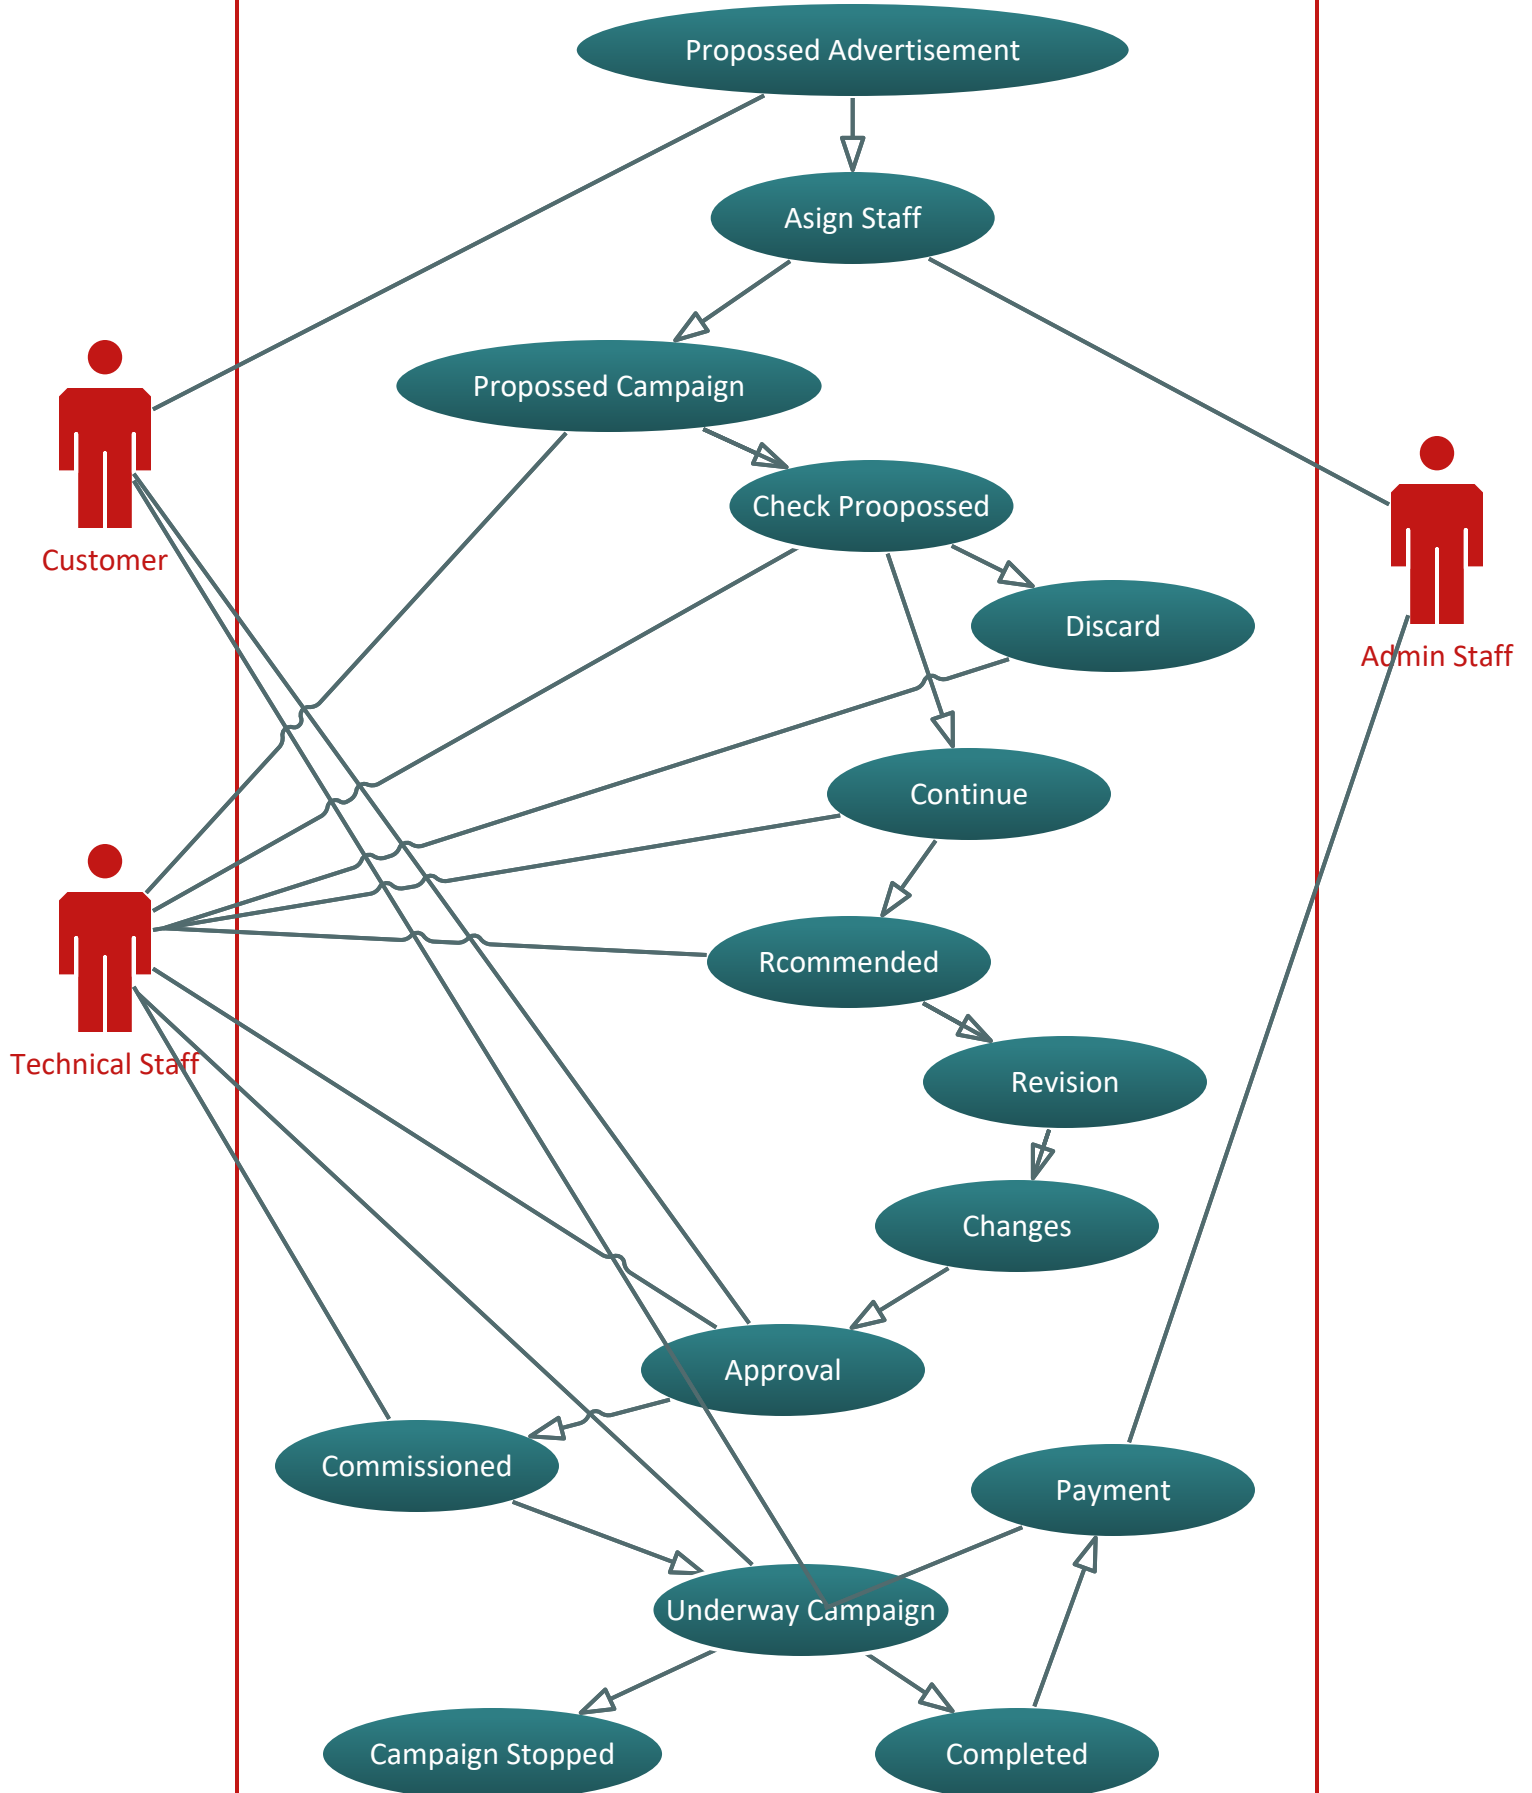 Propossed Advertisement
Asign Staff
Propossed Campaign
Check Proopossed
Customer
Discard
Admin Staff
Continue
Rcommended
Technical Staff
Revision
Changes
Approval
Commissioned
Payment
Underway Campaign
Campaign Stopped
Completed